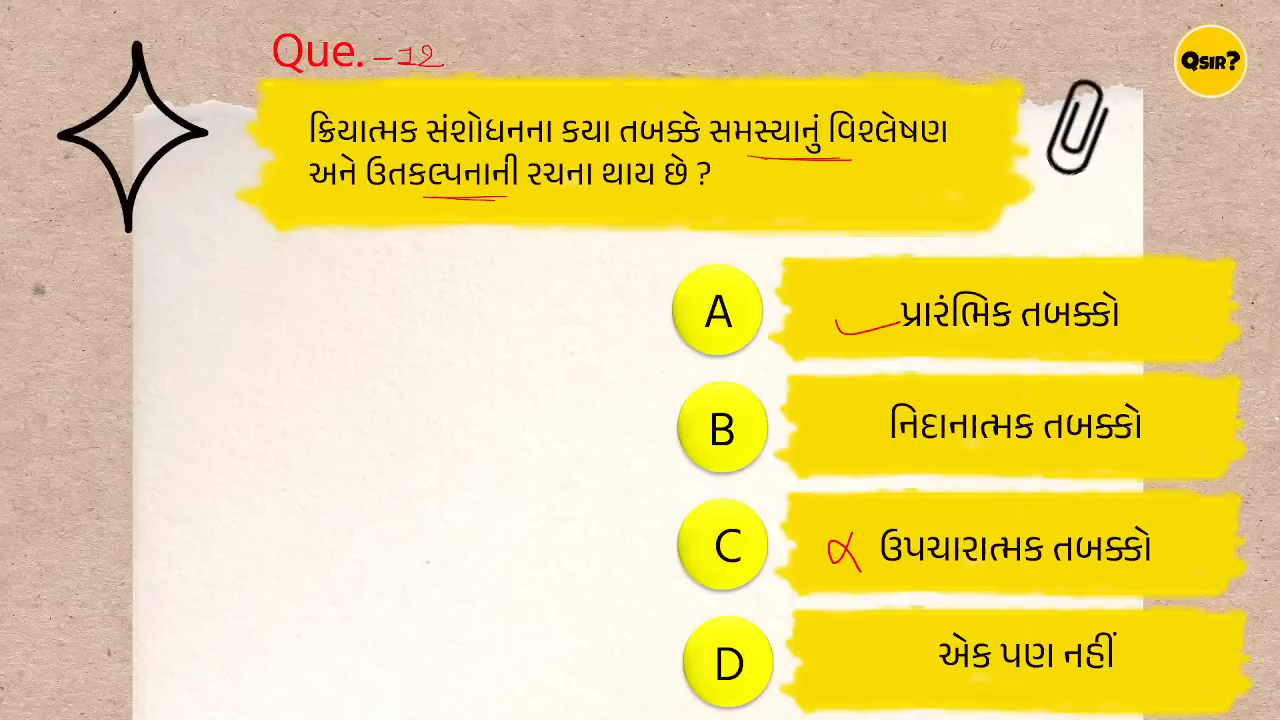 Que. - 12
QSIR?
ક્રિયાત્મક સંશોધનના કયા તબક્કે સમસ્યાનું વિશ્લેષણ
અને ઉતકલ્પનાની રચના થાય છે ?
A પ્રારંભિક તબક્કો
B નિદાનાત્મક તબક્કો
C ઉપચારાત્મક તબક્કો
D એક પણ નહીં